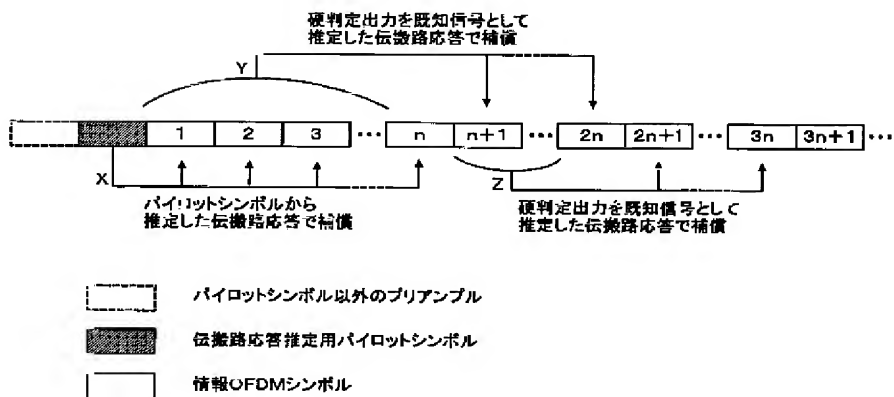 硬判定出力を既知信号として
推定した伝搬路応答で補償
Y
1 2 3 ・・・ n n+1 ・・・ 2n 2n+1 ・・・ 3n 3n+1 ・・・
X
Z
パイロットシンボルから
推定した伝搬路応答で補償
硬判定出力を既知信号として
推定した伝搬路応答で補償
パイロットシンボル以外のプリアンプル
伝搬路応答推定用パイロットシンボル
情報OFDMシンボル